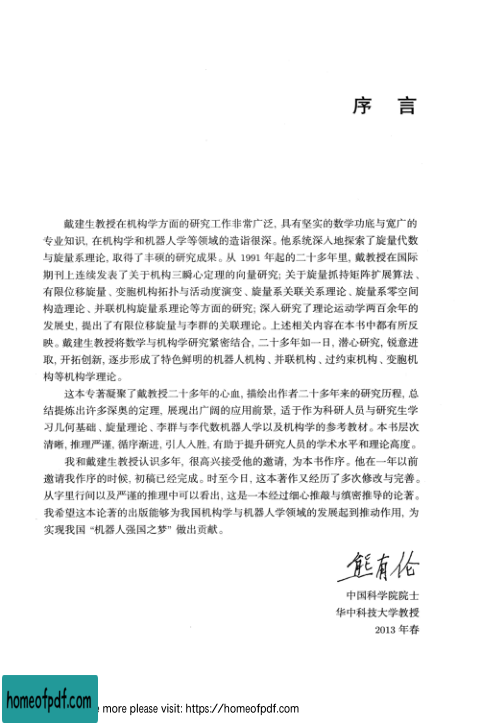 序 言
戴建生教授在机构学方面的研究工作非常广泛, 具有坚实的数学功底与宽广的
专业知识, 在机构学和机器人学等领域的造诣很深。他系统深入地探索了旋量代数
与旋量系理论, 取得了丰硕的研究成果。从 1991 年起的二十多年里, 戴教授在国际
期刊上连续发表了关于机构三瞬心定理的向量研究; 关于旋量抓持矩阵扩展算法、
有限位移旋量、变胞机构拓扑与活动度演变、旋量系关联关系理论、旋量系零空间
构造理论、并联机构旋量系理论等方面的研究; 深入研究了理论运动学两百余年的
发展史, 提出了有限位移旋量与李群的关联理论。上述相关内容在本书中都有所反
映。戴建生教授将数学与机构学研究紧密结合, 二十多年如一日, 潜心研究, 锐意进
取, 开拓创新, 逐步形成了特色鲜明的机器人机构、并联机构、过约束机构、变胞机
构等机构学理论。
这本专著凝聚了戴教授二十多年的心血, 描绘出作者二十多年来的研究历程, 总
结提炼出许多深奥的定理, 展现出广阔的应用前景, 适于作为科研人员与研究生学
习几何基础、旋量理论、李群与李代数机器人学以及机构学的参考教材。本书层次
清晰, 推理严谨, 循序渐进, 引人入胜, 有助于提升研究人员的学术水平和理论高度。
我和戴建生教授认识多年, 很高兴接受他的邀请, 为本书作序。他在一年以前
邀请我作序的时候, 初稿已经完成。时至今日, 这本著作又经历了多次修改与完善。
从字里行间以及严谨的推理中可以看出, 这是一本经过细心推敲与缜密推导的论著。
我希望这本论著的出版能够为我国机构学与机器人学领域的发展起到推动作用, 为
实现我国 “机器人强国之梦” 做出贡献。
熊有伦
中国科学院院士
华中科技大学教授
2013 年春
homeofpdf.com
more please visit: https://homeofpdf.com